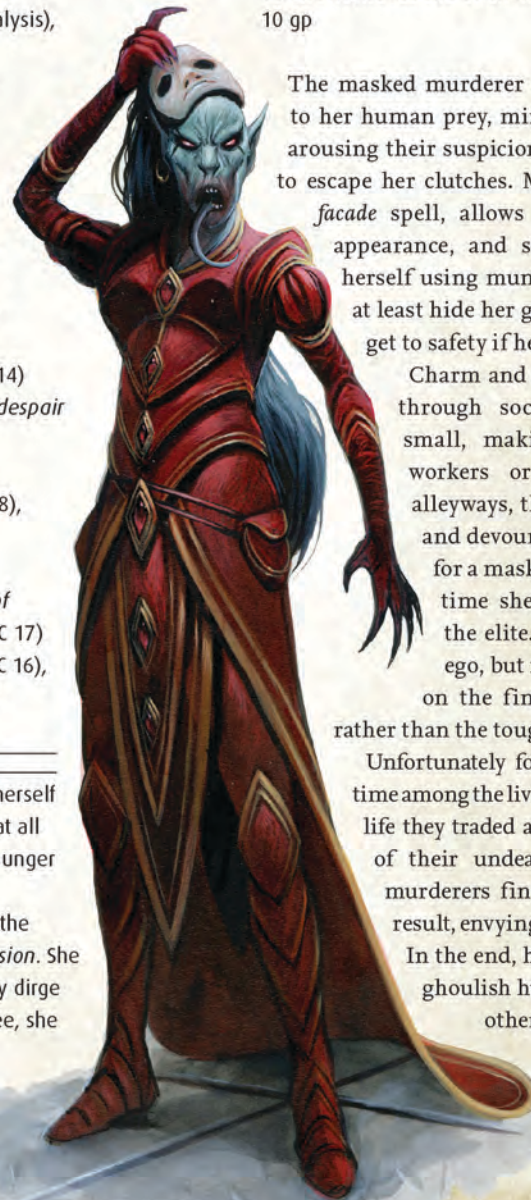 alysis),
14)
despair
8),
of
C 17)
C 16),
herself
at all
unger
the
sion. She
y dirge
ee, she
10 gp
The masked murderer
to her human prey, mi
arousing their suspicion
to escape her clutches. M
facade spell, allows
appearance, and s
herself using mun
at least hide her g
get to safety if he
Charm and
through soc
small, maki
workers or
alleyways, t
and devour
for a mask
time she
the elite.
ego, but
on the fin
rather than the toug
Unfortunately fo
time among the liv
life they traded a
of their undea
murderers fin
result, envying
In the end, h
ghoulish h
other